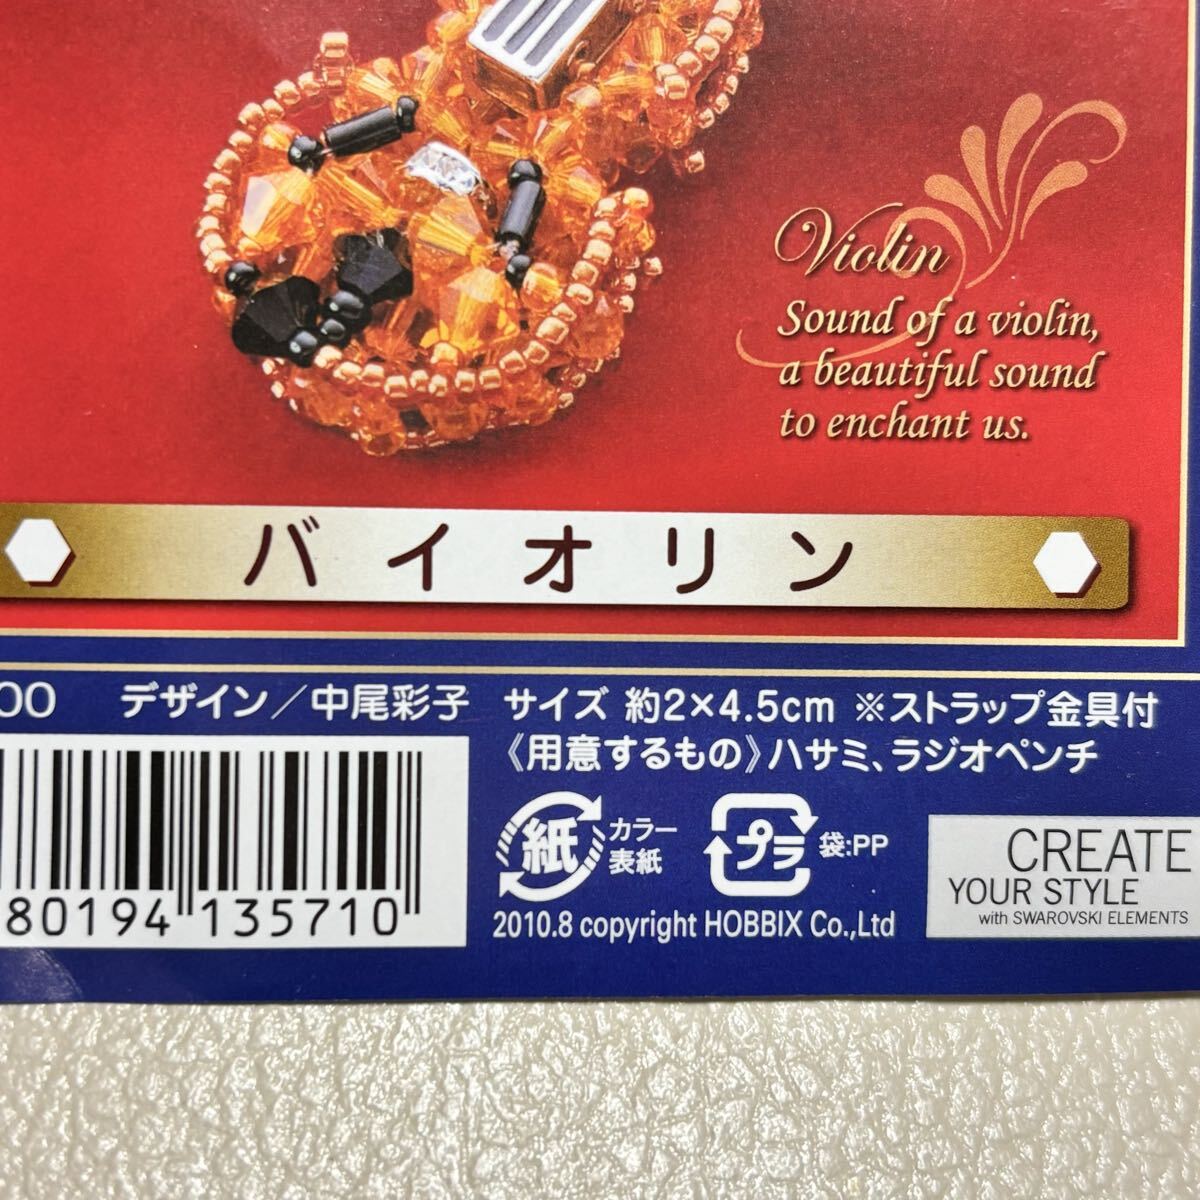 Violin
Sound of a violin,
a beautiful sound
to enchant us.
バイオリン
00 デザイン／中尾彩子 サイズ 約2×4.5cm ※ストラップ金具付
《用意するもの》ハサミ、ラジオペンチ
紙 カラー
表紙
プラ 袋:PP
80194 135710
2010.8 copyright HOBBIX Co.,Ltd
CREATE
YOUR STYLE
with SWAROVSKI ELEMENTS